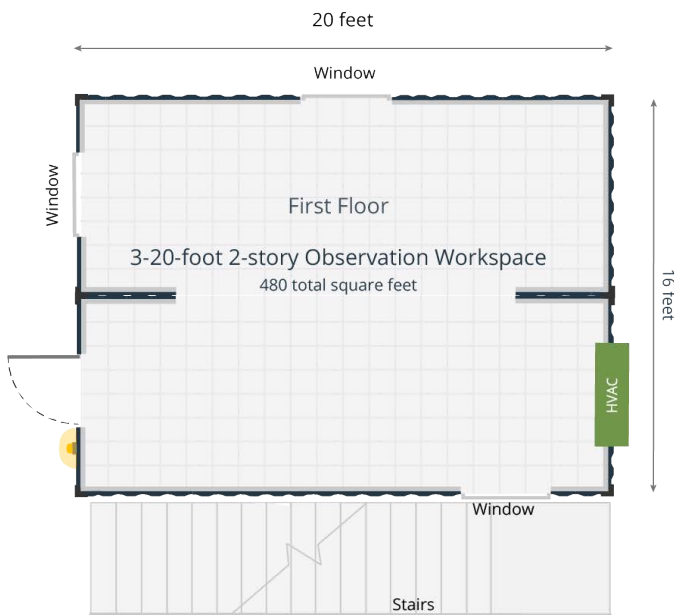 20 feet
Window
Window
First Floor
3-20-foot 2-story Observation Workspace
480 total square feet
16 feet
HVAC
Window
Stairs